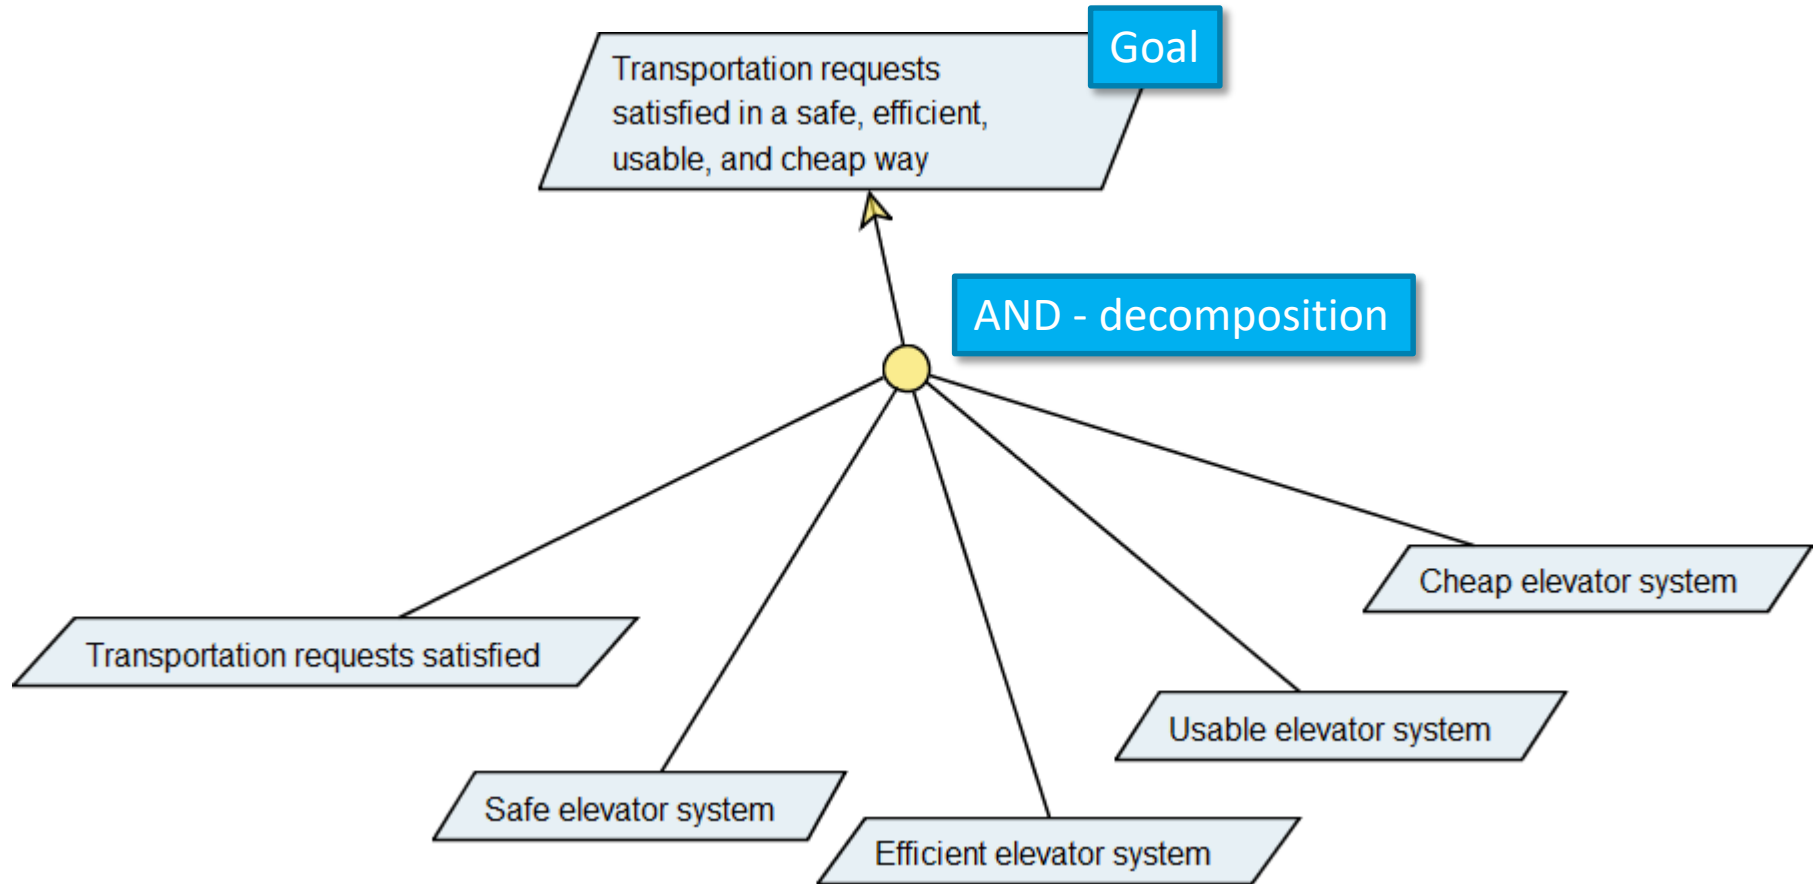 Goal
Transportation requests
satisfied in a safe, efficient,
usable, and cheap way
AND - decomposition
Cheap elevator system
Transportation requests satisfied
Usable elevator system
Safe elevator system
Efficient elevator system